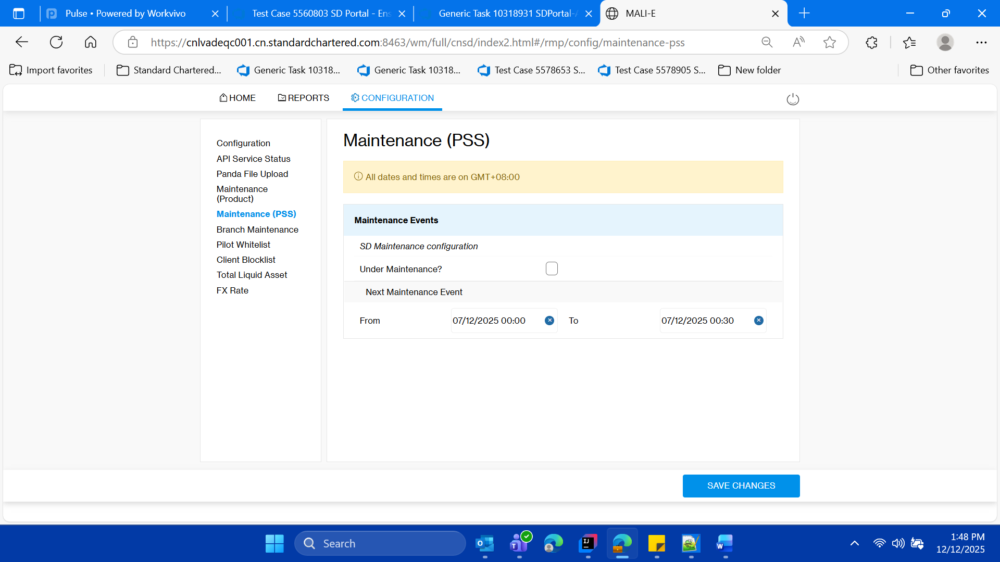 Pulse • Powered by Workvivo
Test Case 5560803 SD Portal - Ens
Generic Task 10318931 SDPortal-A
MALI-E
https://cnlvadeqc001.cn.standardchartered.com:8463/wm/full/cnsd/index2.html#/rmp/config/maintenance-pss
Import favorites
Standard Chartered...
Generic Task 10318...
Generic Task 10318...
Test Case 5578653 S...
Test Case 5578905 S...
New folder
Other favorites
HOME
REPORTS
CONFIGURATION
Configuration
API Service Status
Panda File Upload
Maintenance
(Product)
Maintenance (PSS)
Branch Maintenance
Pilot Whitelist
Client Blocklist
Total Liquid Asset
FX Rate
Maintenance (PSS)
All dates and times are on GMT+08:00
Maintenance Events
SD Maintenance configuration
Under Maintenance?
Next Maintenance Event
From
07/12/2025 00:00
To
07/12/2025 00:30
SAVE CHANGES
Search
1:48 PM
12/12/2025